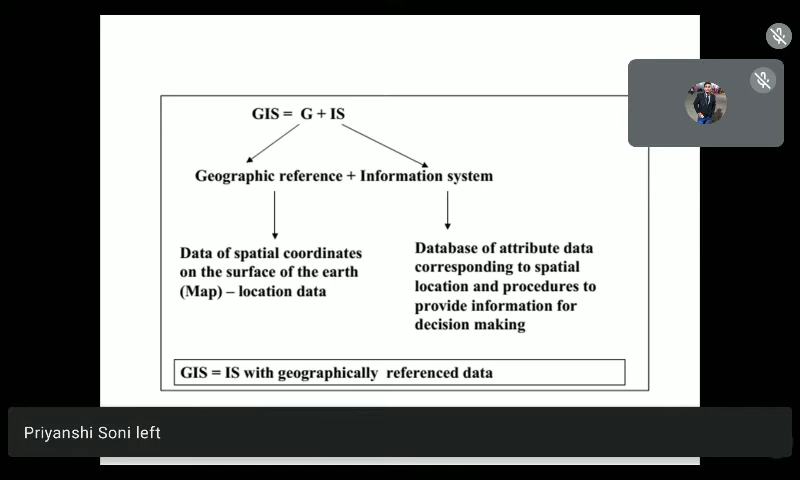 GIS = G + IS
Geographic reference + Information system
Data of spatial coordinates
on the surface of the earth
(Map) – location data
Database of attribute data
corresponding to spatial
location and procedures to
provide information for
decision making
GIS = IS with geographically referenced data
Priyanshi Soni left